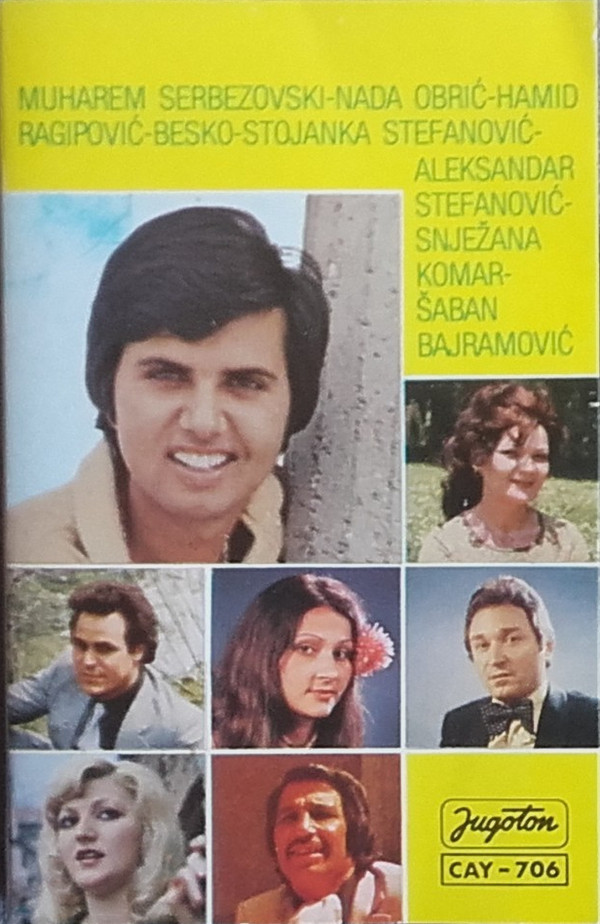 MUHAREM SERBEZOVSKI-NADA OBRIĆ-HAMID
RAGIPOVIĆ-BESKO-STOJANKA STEFANOVIĆ-
ALEKSANDAR
STEFANOVIĆ-
SNJEŽANA
KOMAR-
ŠABAN
BAJRAMOVIĆ
Jugoton
CAY-706